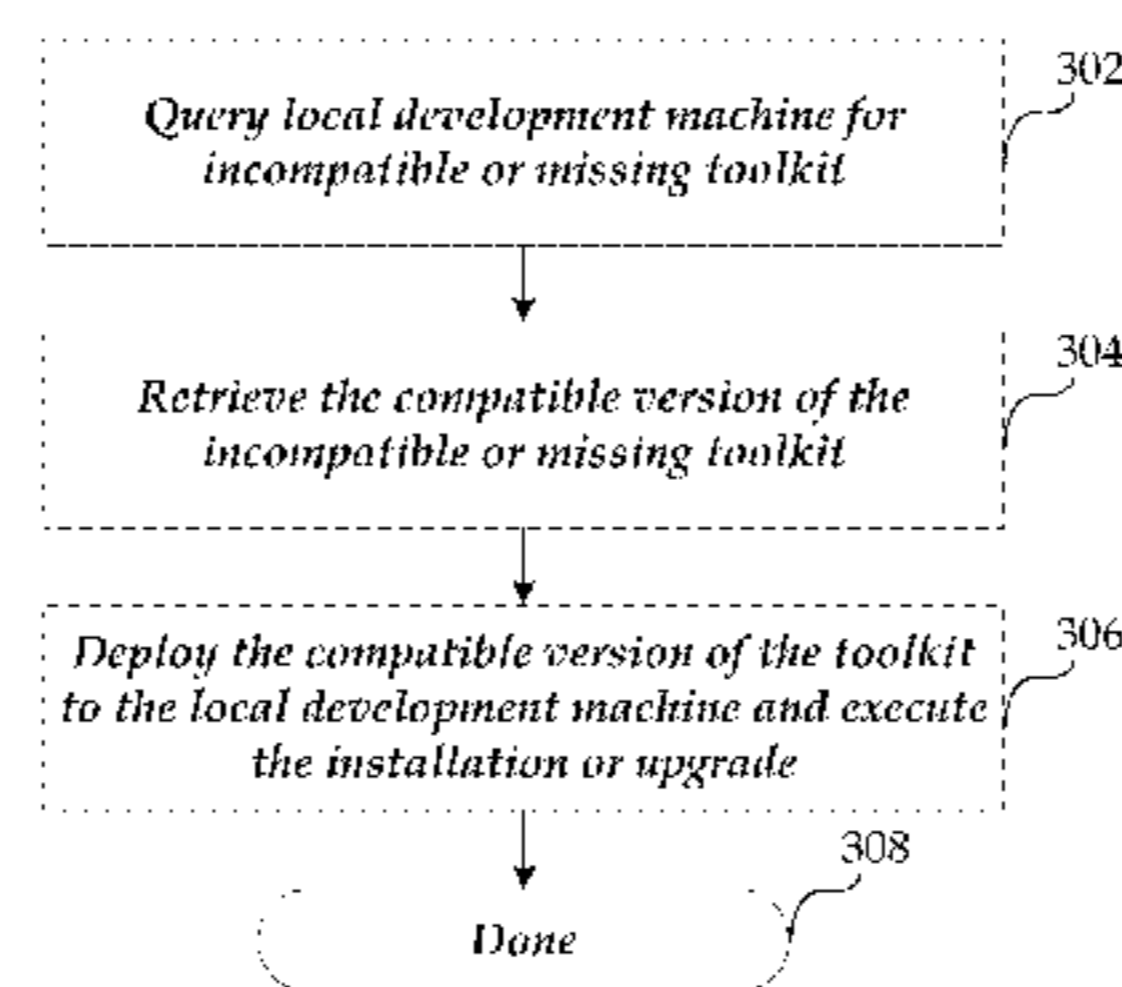 302
Query local development machine for
incompatible or missing toolkit
304
Retrieve the compatible version of the
incompatible or missing toolkit
306
Deploy the compatible version of the toolkit
to the local development machine and execute
the installation or upgrade
308
Done